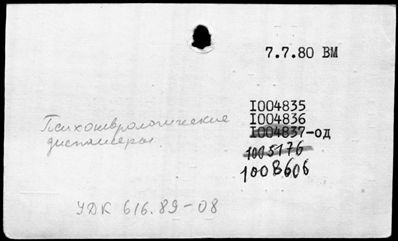 7.7.80 ВМ
I004835
I004836
I004837-од
1005176
1008606
Психоневрологические
диспансеры.
УДК 616.89-08